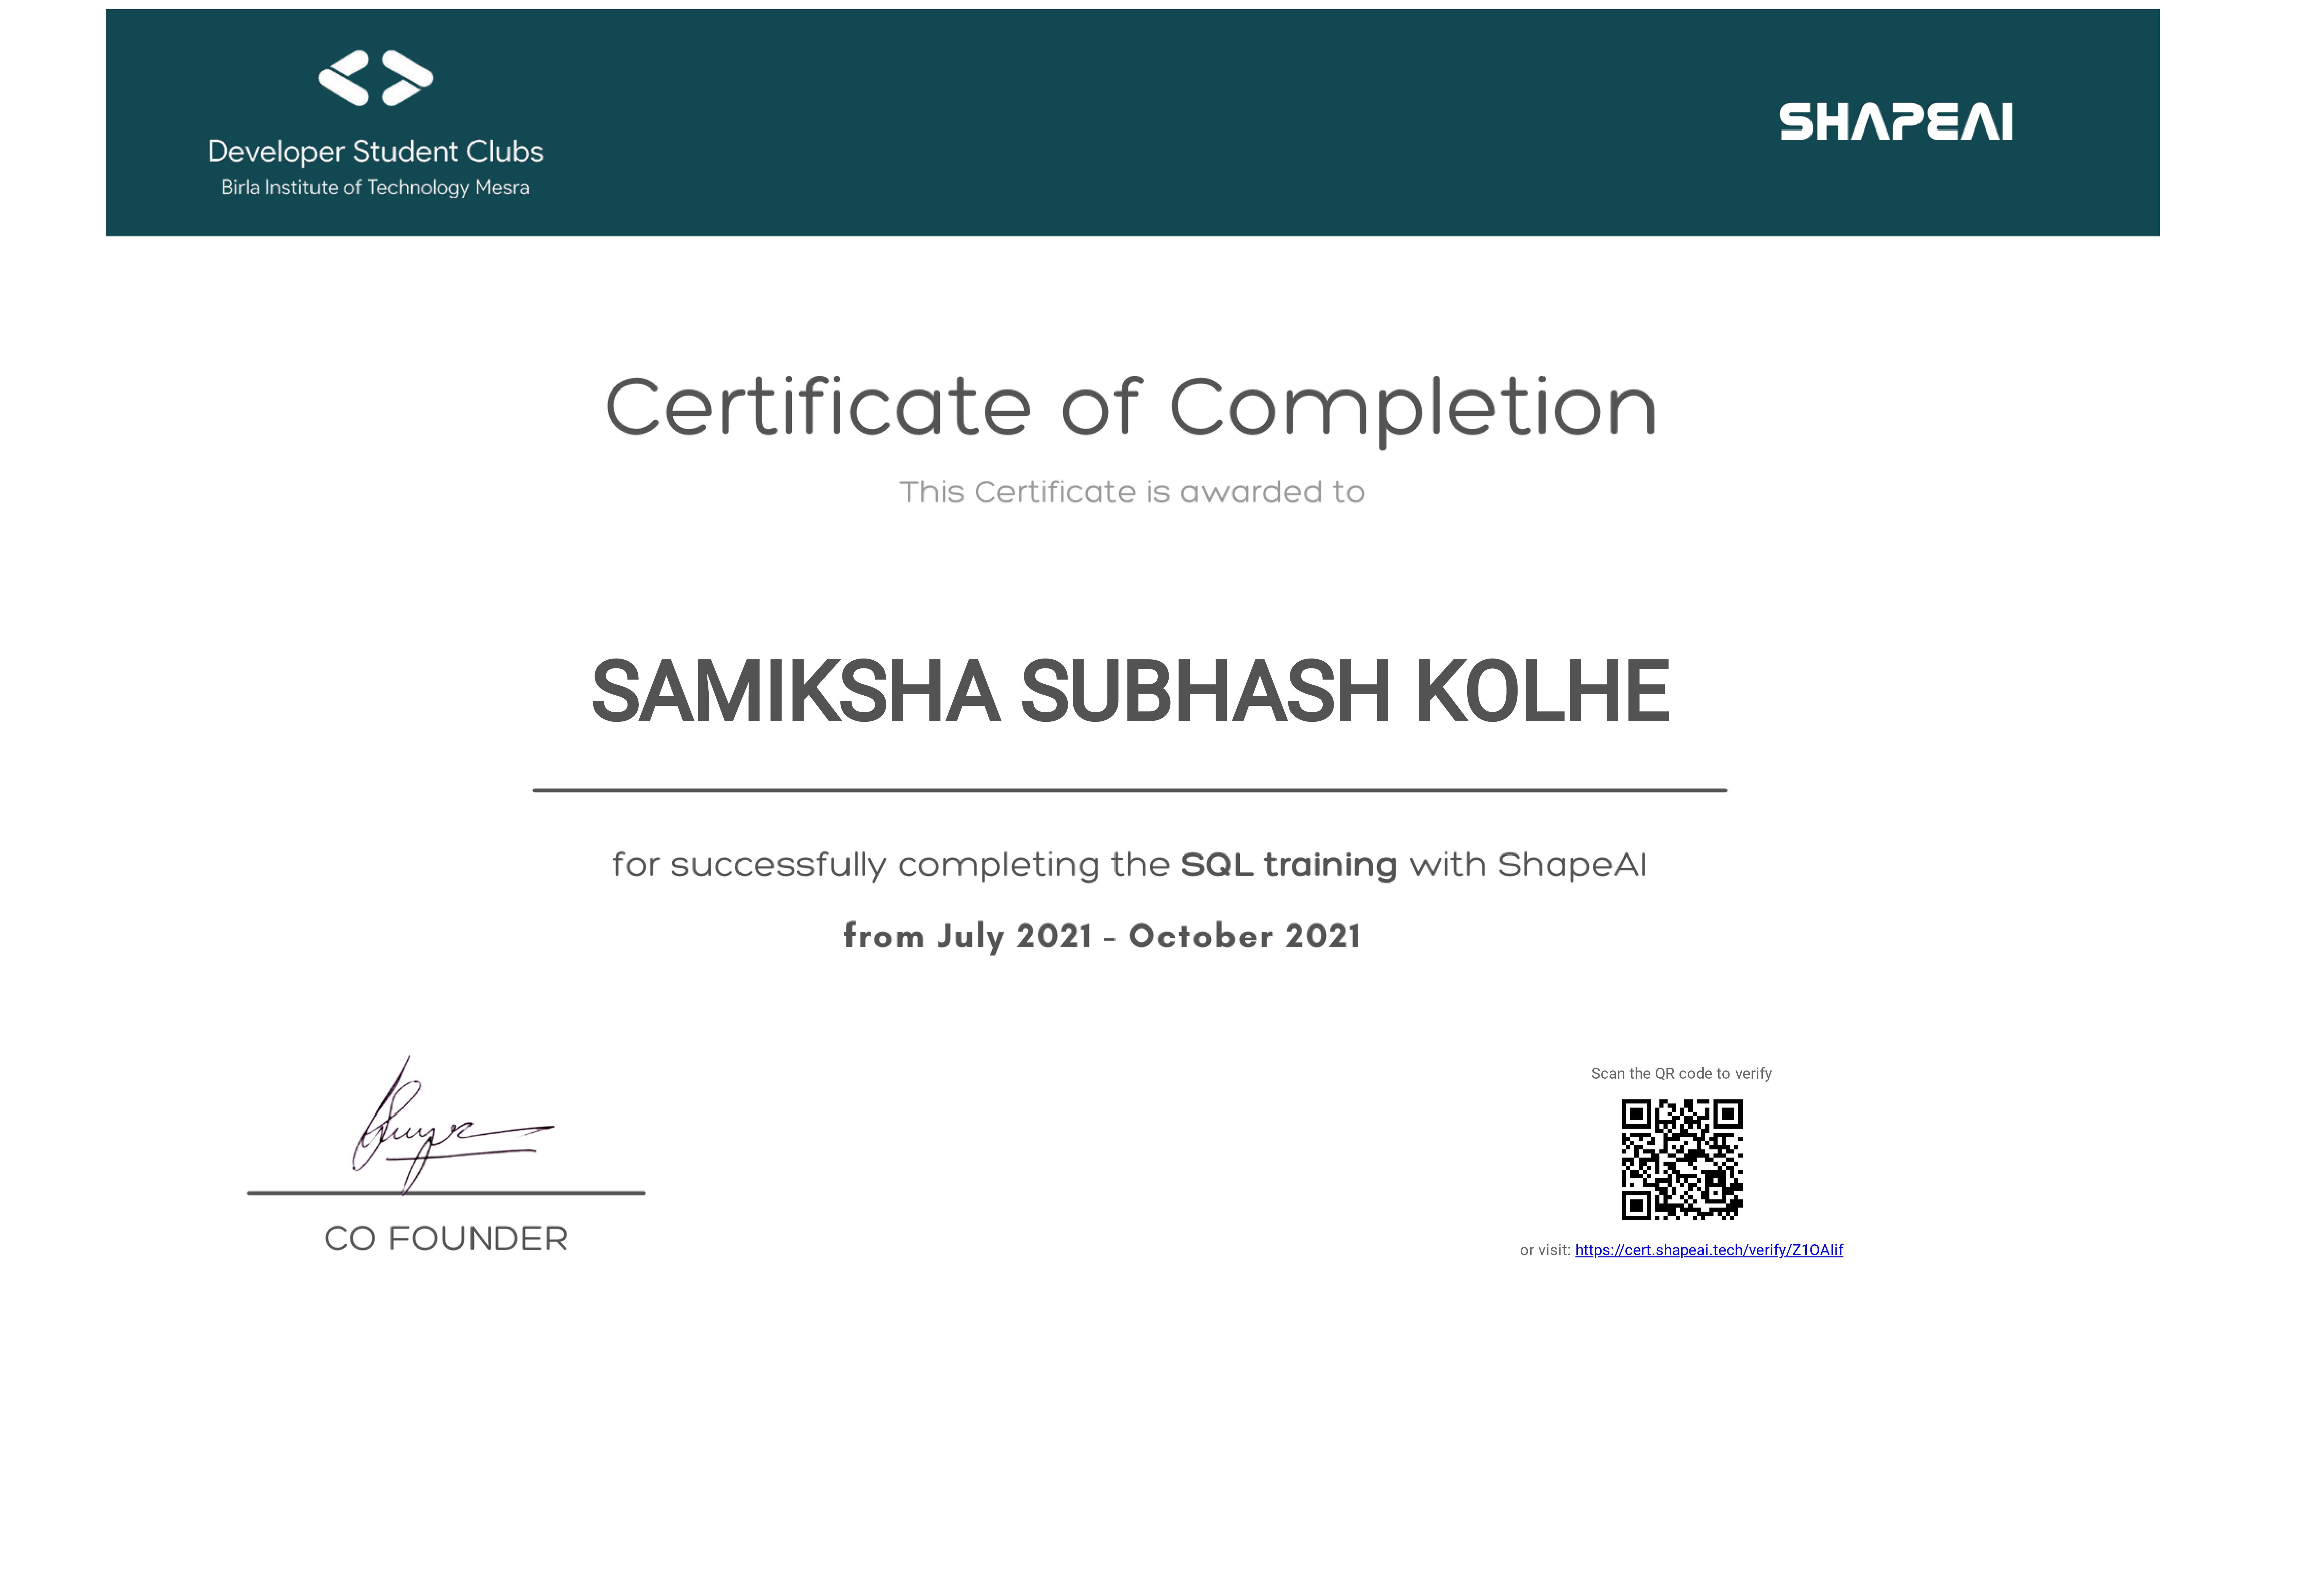 Developer Student Clubs
Birla Institute of Technology Mesra
SHAPEAI
Certificate of Completion
This Certificate is awarded to
SAMIKSHA SUBHASH KOLHE
for successfully completing the SQL training with ShapeAI
from July 2021 - October 2021
CO FOUNDER
Scan the QR code to verify
or visit: https://cert.shapeai.tech/verify/Z1OAIif